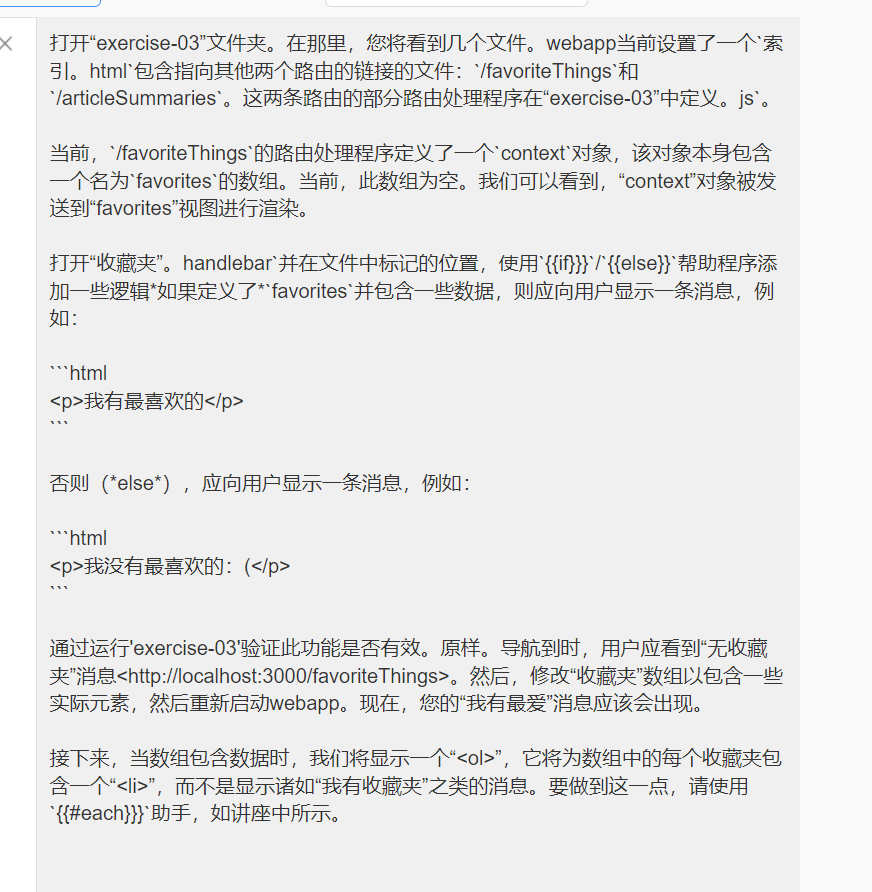 打开“exercise-03”文件夹。在那里，您将看到几个文件。webapp当前设置了一个`索
引。html`包含指向其他两个路由的链接的文件：`/favoriteThings`和
`/articleSummaries`。这两条路由的部分路由处理程序在“exercise-03”中定义。js`。
当前，`/favoriteThings`的路由处理程序定义了一个`context`对象，该对象本身包含
一个名为`favorites`的数组。当前，此数组为空。我们可以看到，“context”对象被发
送到“favorites”视图进行渲染。
打开“收藏夹”。handlebar`并在文件中标记的位置，使用`{{if}}}`/`{{else}}`帮助程序添
加一些逻辑*如果定义了*`favorites`并包含一些数据，则应向用户显示一条消息，例
如：
```html
<p>我有最喜欢的</p>
```
否则（*else*），应向用户显示一条消息，例如：
```html
<p>我没有最喜欢的：(</p>
```
通过运行'exercise-03'验证此功能是否有效。原样。导航到时，用户应看到“无收藏
夹”消息<http://localhost:3000/favoriteThings>。然后，修改“收藏夹”数组以包含一些
实际元素，然后重新启动webapp。现在，您的“我有最爱”消息应该会出现。
接下来，当数组包含数据时，我们将显示一个“<ol>”，它将为数组中的每个收藏夹包
含一个“<li>”，而不是显示诸如“我有收藏夹”之类的消息。要做到这一点，请使用
`{{#each}}}`助手，如讲座中所示。